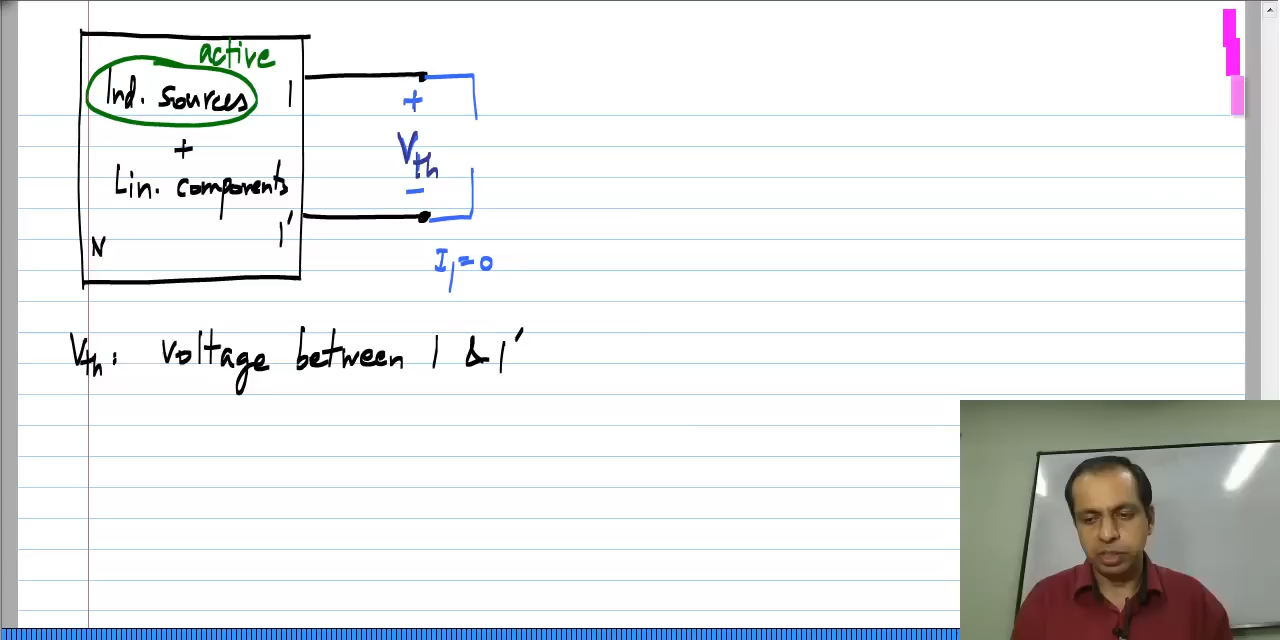 active
Ind. sources 1
+
Lin. components
1'
N
+
Vth
-
I1 = 0
Vth : Voltage between 1 & 1'